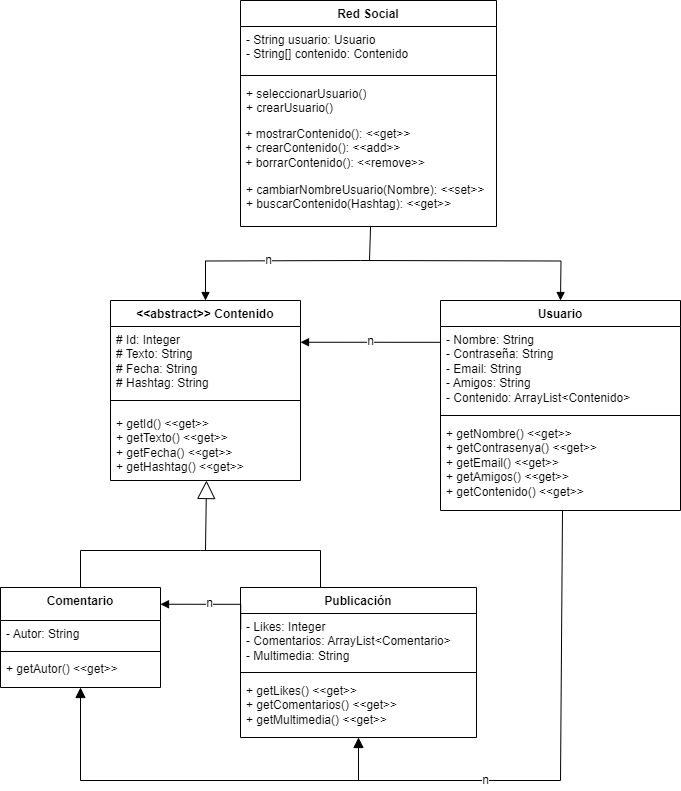 Red Social
- String usuario: Usuario
- String[] contenido: Contenido
+ seleccionarUsuario()
+ crearUsuario()
+ mostrarContenido(): <<get>>
+ crearContenido(): <<add>>
+ borrarContenido(): <<remove>>
+ cambiarNombreUsuario(Nombre): <<set>>
+ buscarContenido(Hashtag): <<get>>
n
<<abstract>> Contenido
# Id: Integer
# Texto: String
# Fecha: String
# Hashtag: String
+ getId() <<get>>
+ getTexto() <<get>>
+ getFecha() <<get>>
+ getHashtag() <<get>>
n
Usuario
- Nombre: String
- Contraseña: String
- Email: String
- Amigos: String
- Contenido: ArrayList<Contenido>
+ getNombre() <<get>>
+ getContrasenya() <<get>>
+ getEmail() <<get>>
+ getAmigos() <<get>>
+ getContenido() <<get>>
Comentario
- Autor: String
+ getAutor() <<get>>
n
Publicación
- Likes: Integer
- Comentarios: ArrayList<Comentario>
- Multimedia: String
+ getLikes() <<get>>
+ getComentarios() <<get>>
+ getMultimedia() <<get>>
n